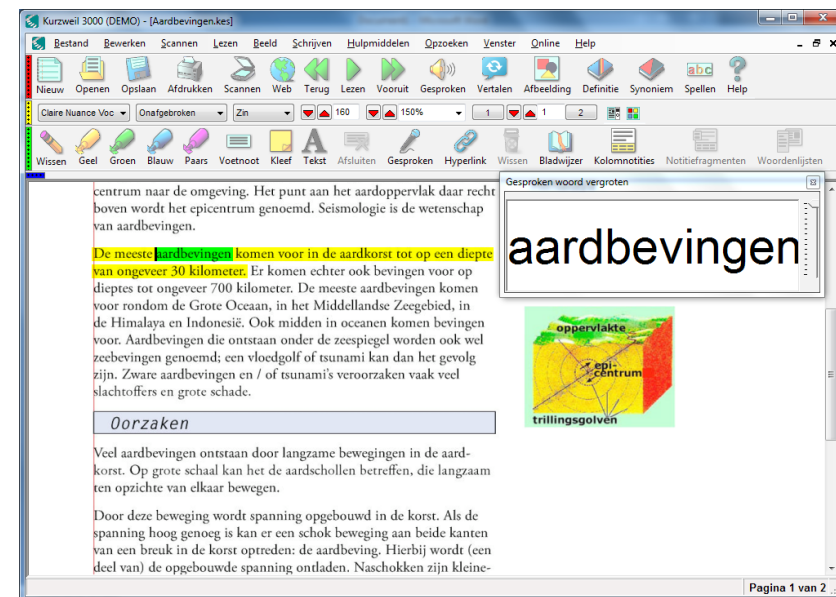 Kurzweil 3000 (DEMO) - [Aardbevingen.kes]
Bestand Bewerken Scannen Lezen Beeld Schrijven Hulpmiddelen Opzoeken Venster Online Help
Nieuw Openen Opslaan Afdrukken Scannen Web Terug Lezen Vooruit Gesproken Vertalen Afbeelding Definitie Synoniem Spellen Help
Claire Nuance Voc Onafgebroken Zin 160 150% 1 1 2
Wissen Geel Groen Blauw Paars Voetnoot Kleef Tekst Afsluiten Gesproken Hyperlink Wissen Bladwijzer Kolomnotities Notitiefragmenten Woordenlijsten
Gesproken woord vergroten
aardbevingen
centrum naar de omgeving. Het punt aan het aardoppervlak daar recht
boven wordt het epicentrum genoemd. Seismologie is de wetenschap
van aardbevingen.
De meeste aardbevingen komen voor in de aardkorst tot op een diepte
van ongeveer 30 kilometer. Er komen echter ook bevingen voor op
dieptes tot ongeveer 700 kilometer. De meeste aardbevingen komen
voor rondom de Grote Oceaan, in het Middellandse Zeegebied, in
de Himalaya en Indonesië. Ook midden in oceanen komen bevingen
voor. Aardbevingen die ontstaan onder de zeespiegel worden ook wel
zeebevingen genoemd; een vloedgolf of tsunami kan dan het gevolg
zijn. Zware aardbevingen en / of tsunami's veroorzaken vaak veel
slachtoffers en grote schade.
oppervlakte
epi-
centrum
trillingsgolven
Oorzaken
Veel aardbevingen ontstaan door langzame bewegingen in de aard-
korst. Op grote schaal kan het de aardschollen betreffen, die langzaam
ten opzichte van elkaar bewegen.
Door deze beweging wordt spanning opgebouwd in de korst. Als de
spanning hoog genoeg is kan er een schok beweging aan beide kanten
van een breuk in de korst optreden: de aardbeving. Hierbij wordt (een
deel van) de opgebouwde spanning ontladen. Naschokken zijn kleine-
Pagina 1 van 2